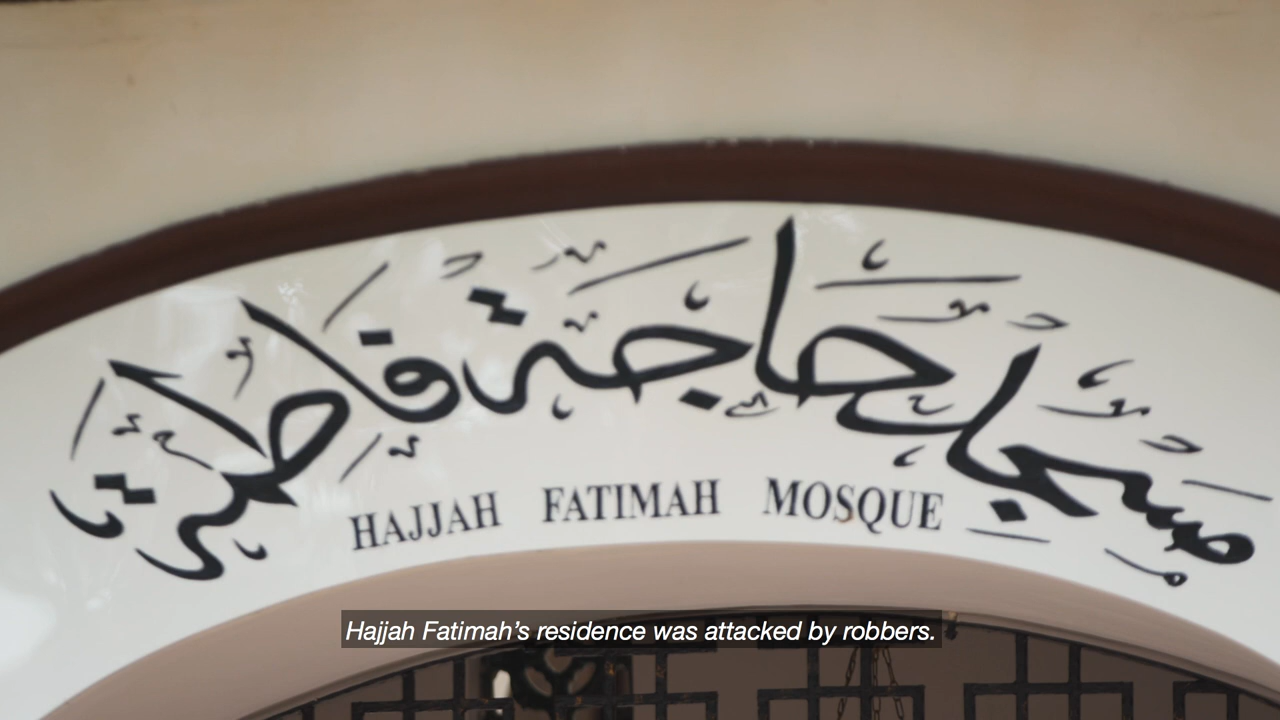 مسجد حاجة فاطمة
HAJJAH FATIMAH MOSQUE
Hajjah Fatimah’s residence was attacked by robbers.